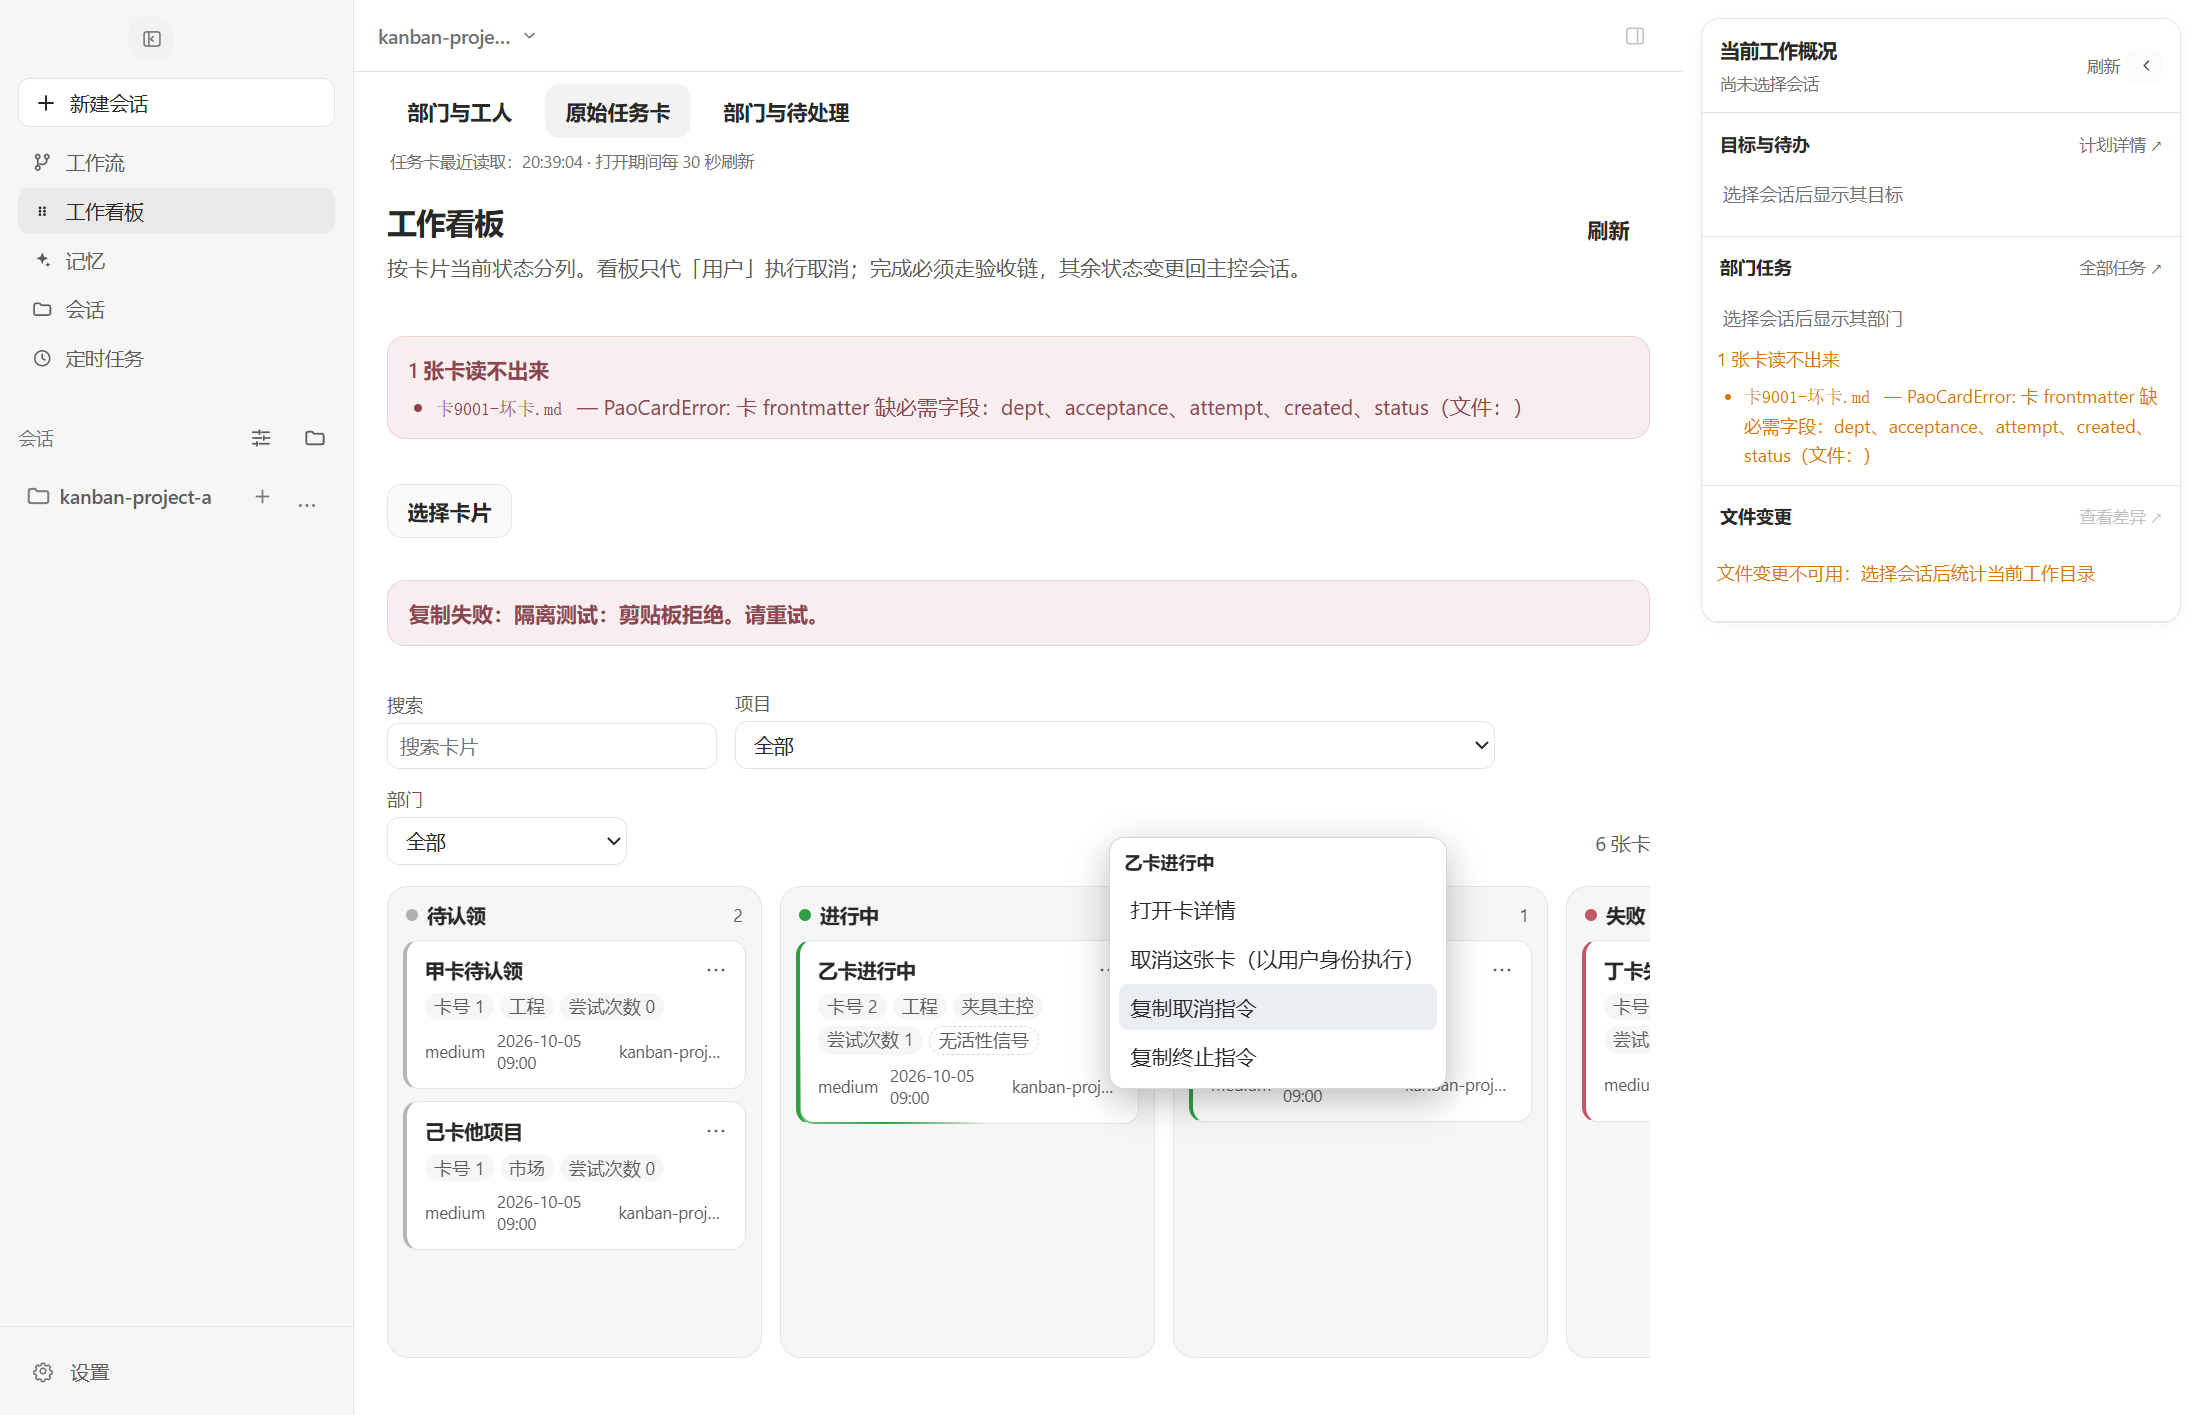 新建会话
工作流
工作看板
记忆
会话
定时任务
会话
kanban-project-a
...
设置
kanban-proje...
部门与工人
原始任务卡
部门与待处理
任务卡最近读取：20:39:04 · 打开期间每 30 秒刷新
工作看板
刷新
按卡片当前状态分列。看板只代「用户」执行取消；完成必须走验收链，其余状态变更回主控会话。
1 张卡读不出来
卡9001-坏卡.md — PaoCardError: 卡 frontmatter 缺必需字段：dept、acceptance、attempt、created、status（文件：）
选择卡片
复制失败：隔离测试：剪贴板拒绝。请重试。
搜索
搜索卡片
项目
全部
部门
全部
6 张卡
待认领 2
甲卡待认领 ...
卡号 1 工程 尝试次数 0
medium 2026-10-05 09:00 kanban-proj...
己卡他项目 ...
卡号 1 市场 尝试次数 0
medium 2026-10-05 09:00 kanban-proj...
进行中
乙卡进行中
卡号 2 工程 夹具主控
尝试次数 1 无活性信号
medium 2026-10-05 09:00 kanban-proj...
乙卡进行中
打开卡详情
取消这张卡（以用户身份执行）
复制取消指令
复制终止指令
1
...
09:00
失败
丁卡
卡号
尝试
当前工作概况
尚未选择会话
刷新
目标与待办
计划详情 ↗
选择会话后显示其目标
部门任务
全部任务 ↗
选择会话后显示其部门
1 张卡读不出来
卡9001-坏卡.md — PaoCardError: 卡 frontmatter 缺
必需字段：dept、acceptance、attempt、created、
status（文件：）
文件变更
查看差异 ↗
文件变更不可用：选择会话后统计当前工作目录